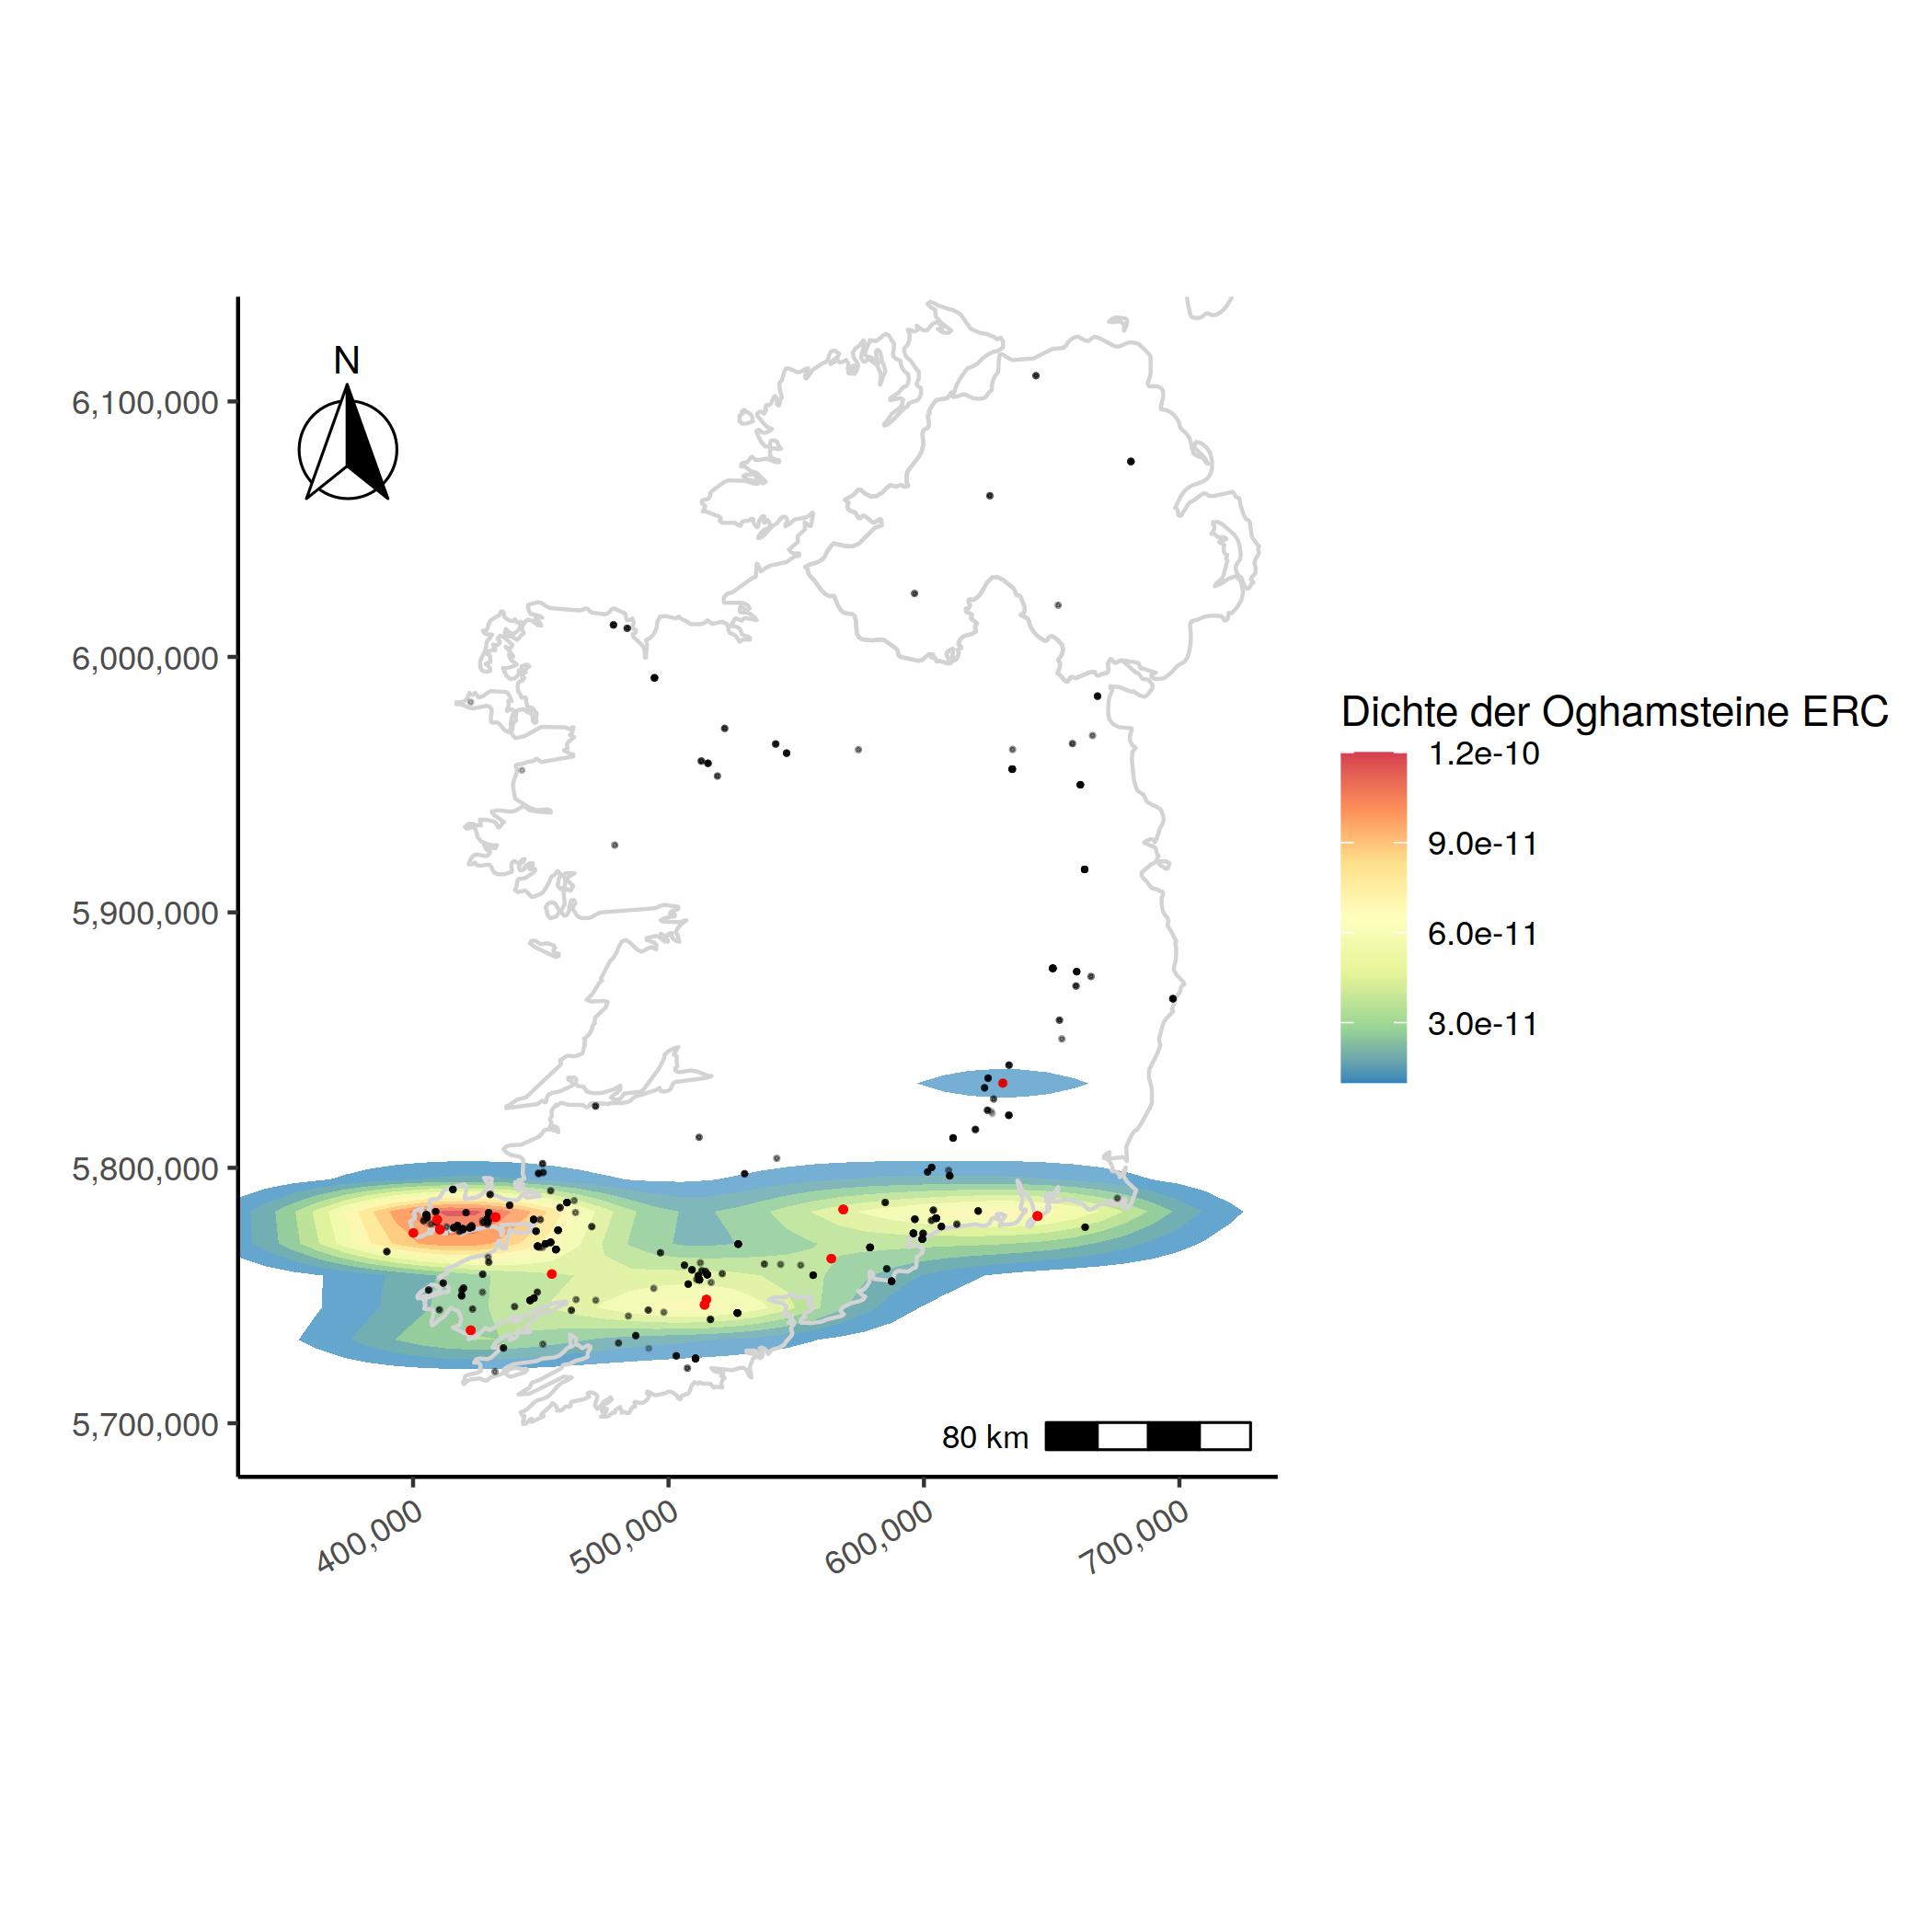 N
6,100,000
6,000,000
5,900,000
5,800,000
5,700,000
400,000
500,000
600,000
700,000
80 km
Dichte der Oghamsteine ERC
1.2e-10
9.0e-11
6.0e-11
3.0e-11